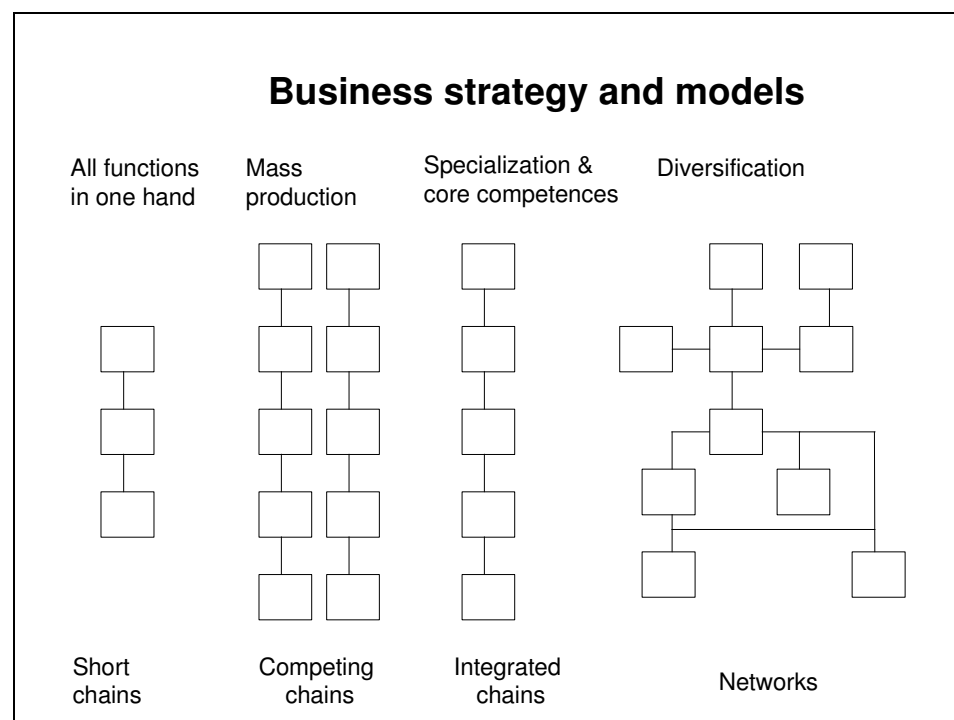 Business strategy and models
All functions
in one hand
Mass
production
Specialization &
core competences
Diversification
Short
chains
Competing
chains
Integrated
chains
Networks